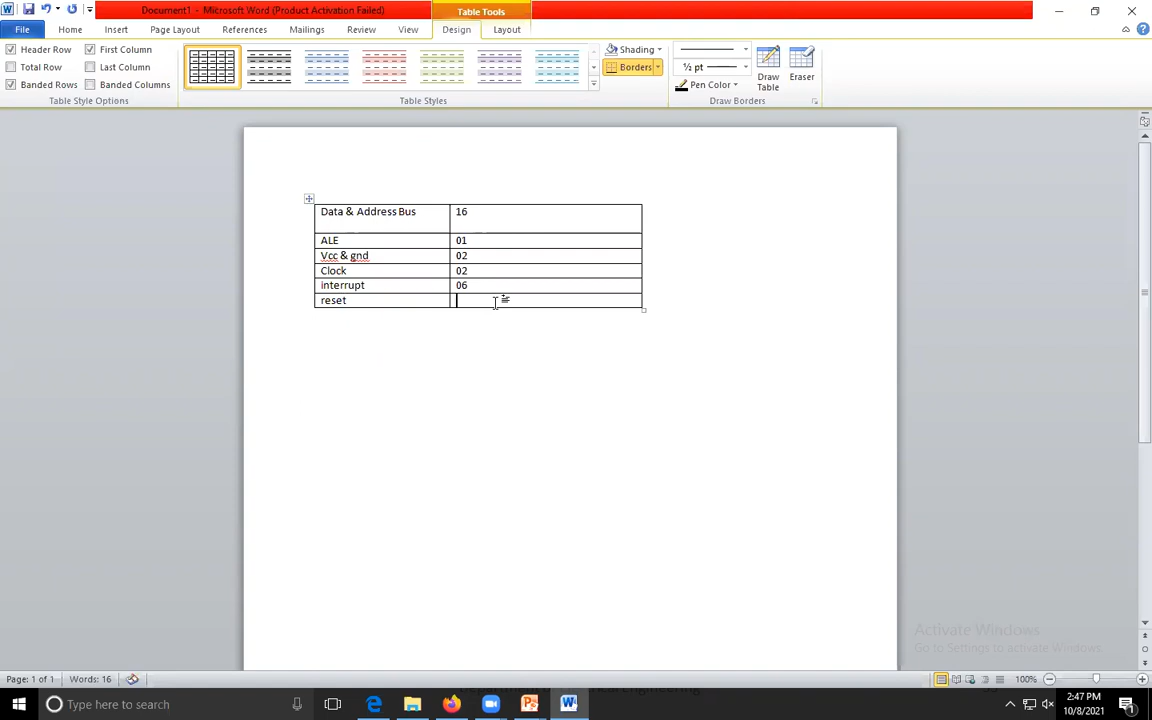 Document1 - Microsoft Word (Product Activation Failed)
Table Tools
File Home Insert Page Layout References Mailings Review View Design Layout
Header Row First Column
Total Row Last Column
Banded Rows Banded Columns
Table Style Options
Table Styles
Shading
Borders
½ pt
Pen Color
Draw Table
Eraser
Draw Borders
Data & Address Bus 16
ALE 01
Vcc & gnd 02
Clock 02
interrupt 06
reset
Activate Windows
Go to Settings to activate Windows.
Page: 1 of 1 Words: 16 100%
Type here to search
2:47 PM
10/8/2021